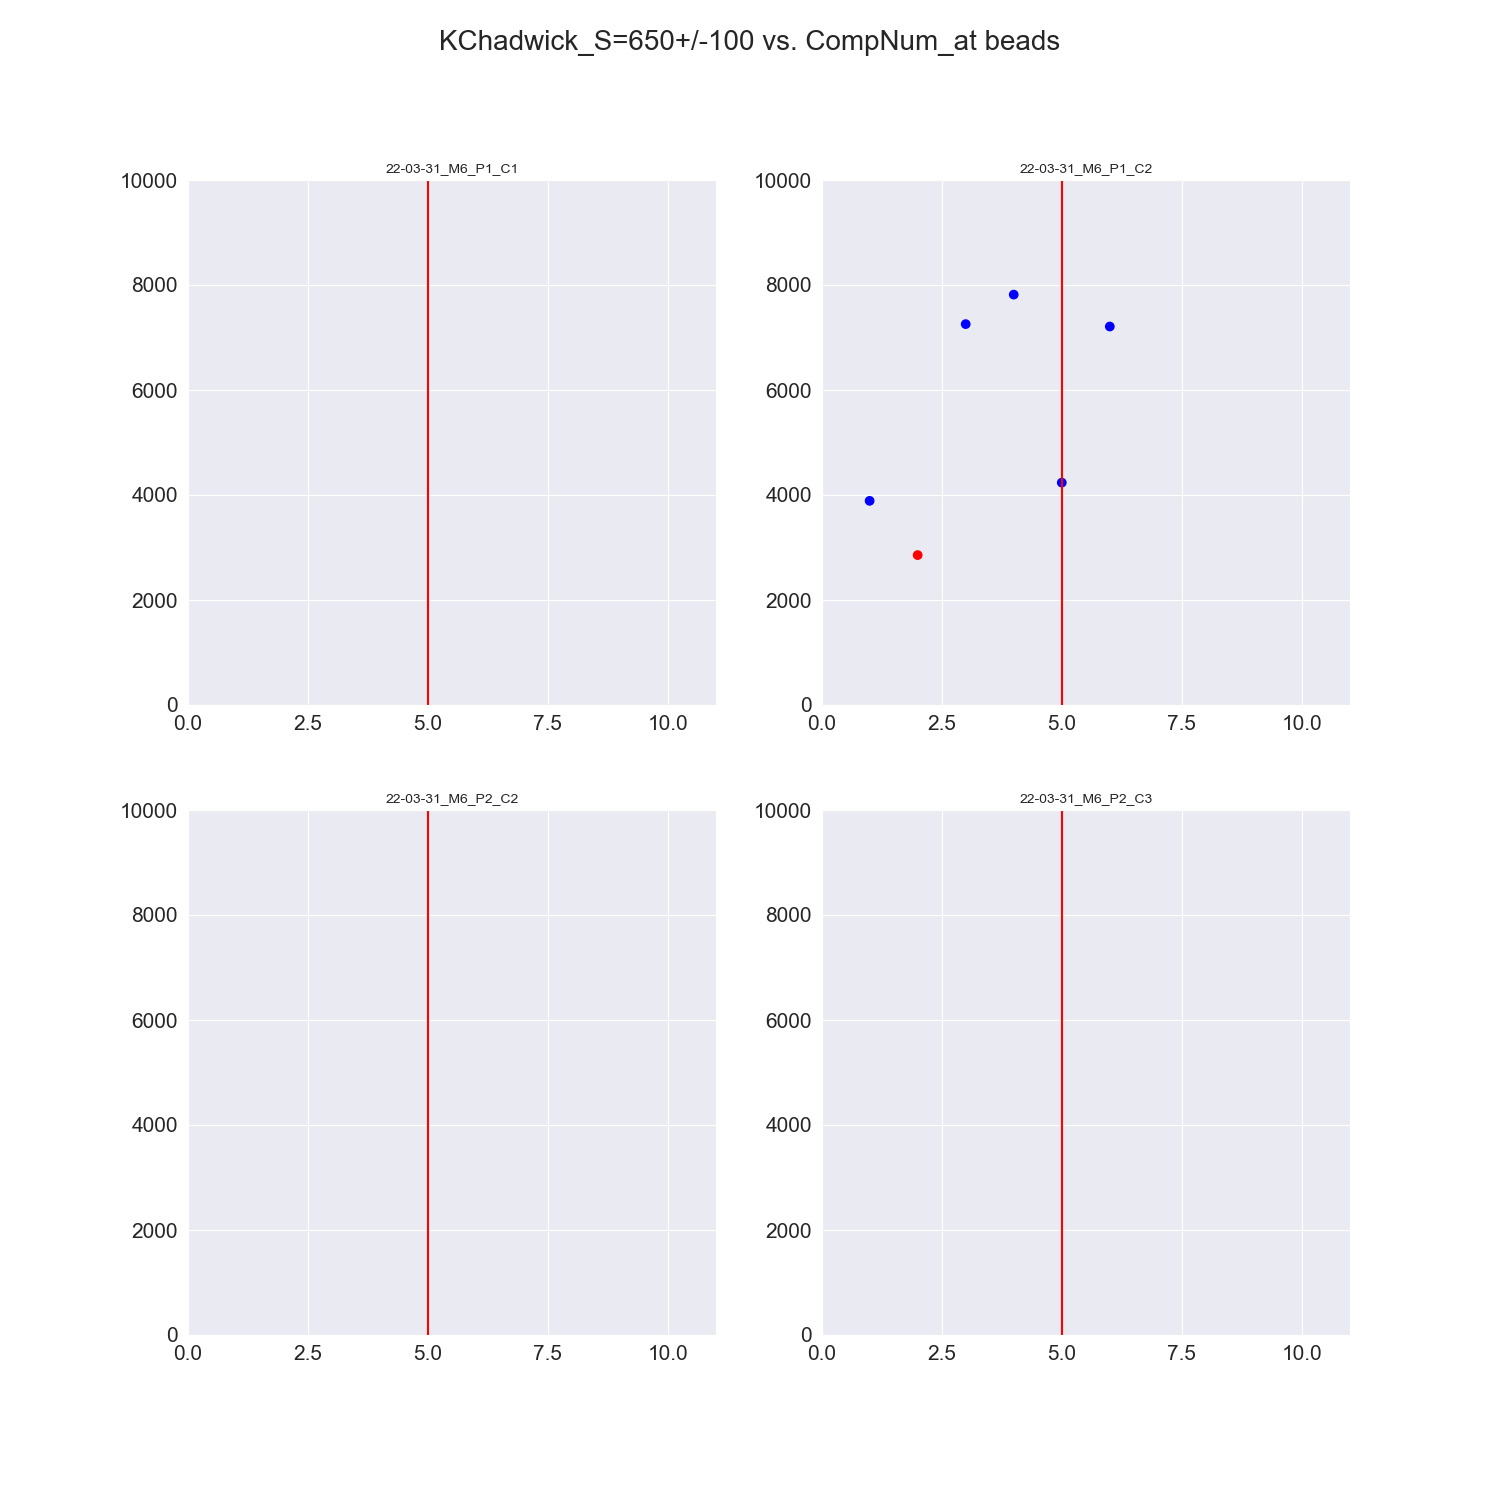 KChadwick_S=650+/-100 vs. CompNum_at beads
22-03-31_M6_P1_C1
10000
8000
6000
4000
2000
0
0.0 2.5 5.0 7.5 10.0
22-03-31_M6_P1_C2
10000
8000
6000
4000
2000
0
0.0 2.5 5.0 7.5 10.0
22-03-31_M6_P2_C2
10000
8000
6000
4000
2000
0
0.0 2.5 5.0 7.5 10.0
22-03-31_M6_P2_C3
10000
8000
6000
4000
2000
0
0.0 2.5 5.0 7.5 10.0